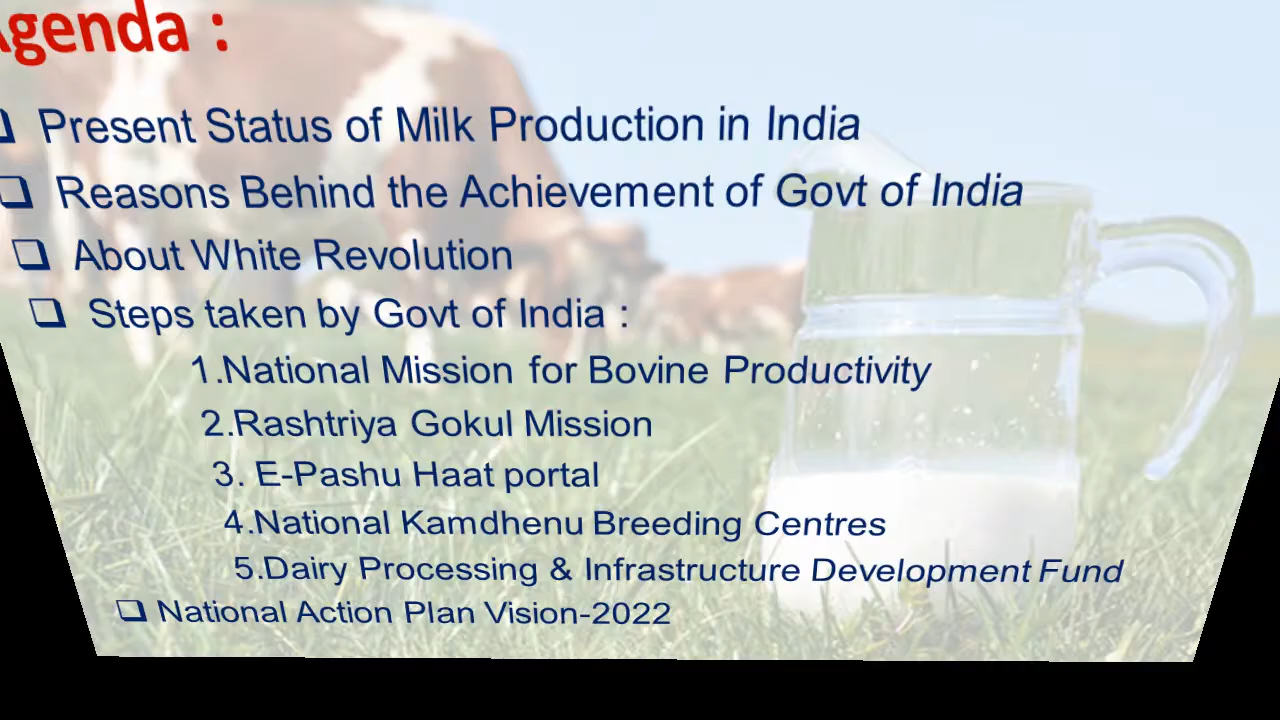 Agenda :
❑ Present Status of Milk Production in India
❑ Reasons Behind the Achievement of Govt of India
❑ About White Revolution
❑ Steps taken by Govt of India :
1.National Mission for Bovine Productivity
2.Rashtriya Gokul Mission
3. E-Pashu Haat portal
4.National Kamdhenu Breeding Centres
5.Dairy Processing & Infrastructure Development Fund
❑ National Action Plan Vision-2022